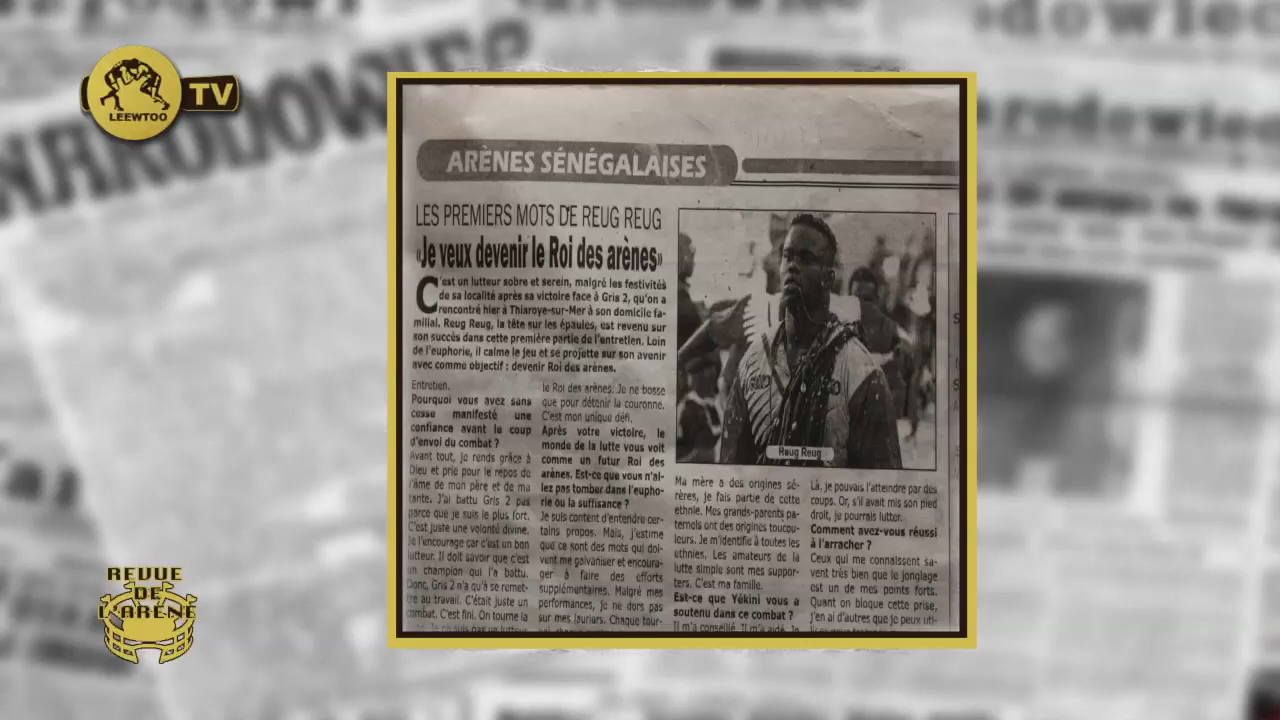 LEEWTOO
TV
NARODOWIEC
ARÈNES SÉNÉGALAISES
LES PREMIERS MOTS DE REUG REUG
«Je veux devenir le Roi des arènes»
C'est un lutteur sobre et serein, malgré les festivités
de sa localité après sa victoire face à Gris 2, qu'on a
rencontré hier à Thiaroye-sur-Mer à son domicile fa-
milial. Reug Reug, la tête sur les épaules, est revenu sur
son succès dans cette première partie de l'entretien. Loin
de l'euphorie, il calme le jeu et se projette sur son avenir
avec comme objectif : devenir Roi des arènes.
Entretien.
Pourquoi vous avez sans
cesse manifesté une
confiance avant le coup
d'envoi du combat ?
Avant tout, je rends grâce à
Dieu et prie pour le repos de
l'âme de mon père et de ma
tante. J'ai battu Gris 2 pas
parce que je suis le plus fort.
C'est juste une volonté divine.
Je l'encourage car c'est un bon
lutteur. Il doit savoir que c'est
un champion qui l'a battu.
Donc, Gris 2 n'a qu'à se remet-
tre au travail. C'était juste un
combat. C'est fini. On tourne la
Je ne suis pas un lutteur
le Roi des arènes. Je ne bosse
que pour détenir la couronne.
C'est mon unique défi.
Après votre victoire, le
monde de la lutte vous voit
comme un futur Roi des
arènes. Est-ce que vous n'al-
lez pas tomber dans l'eupho-
rie ou la suffisance ?
Je suis content d'entendre cer-
tains propos. Mais, j'estime
que ce sont des mots qui doi-
vent me galvaniser et encoura-
ger à faire des efforts
supplémentaires. Malgré mes
performances, je ne dors pas
sur mes lauriers. Chaque tour-
Reug Reug
Ma mère a des origines sé-
rères, je fais partie de cette
ethnie. Mes grands-parents pa-
ternels ont des origines toucou-
leurs. Je m'identifie à toutes les
ethnies. Les amateurs de la
lutte simple sont mes suppor-
ters. C'est ma famille.
Est-ce que Yékini vous a
soutenu dans ce combat ?
Il m'a conseillé. Il m'a aidé. Je
Là, je pouvais l'atteindre par des
coups. Or, s'il avait mis son pied
droit, je pourrais lutter.
Comment avez-vous réussi
à l'arracher ?
Ceux qui me connaissent sa-
vent très bien que le jonglage
est un de mes points forts.
Quant on bloque cette prise,
j'en ai d'autres que je peux uti-
REVUE
DE
L'ARÈNE